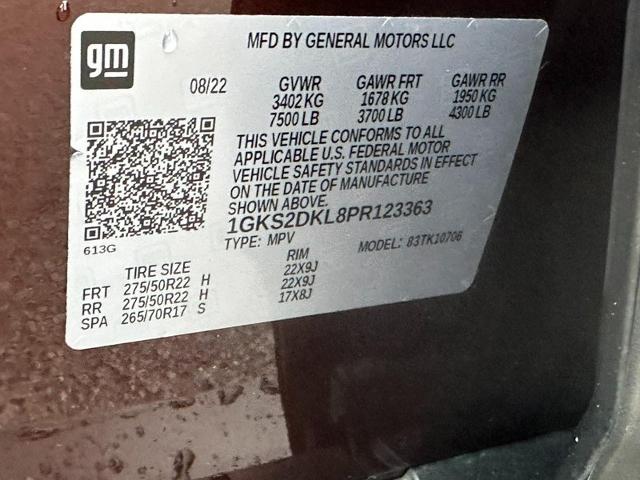 gm
MFD BY GENERAL MOTORS LLC
08/22 GVWR GAWR FRT GAWR RR
3402 KG 1678 KG 1950 KG
7500 LB 3700 LB 4300 LB
THIS VEHICLE CONFORMS TO ALL
APPLICABLE U.S. FEDERAL MOTOR
VEHICLE SAFETY STANDARDS IN EFFECT
ON THE DATE OF MANUFACTURE
SHOWN ABOVE.
1GKS2DKL8PR123363
613G
TYPE: MPV MODEL: 83TK10706
TIRE SIZE RIM
FRT 275/50R22 H 22X9J
RR 275/50R22 H 22X9J
SPA 265/70R17 S 17X8J